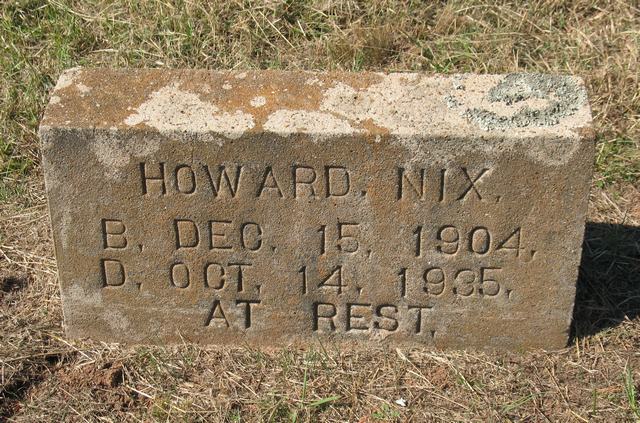 HOWARD. NIX.
B. DEC. 15, 1904.
D. OCT. 14. 1935.
AT REST.